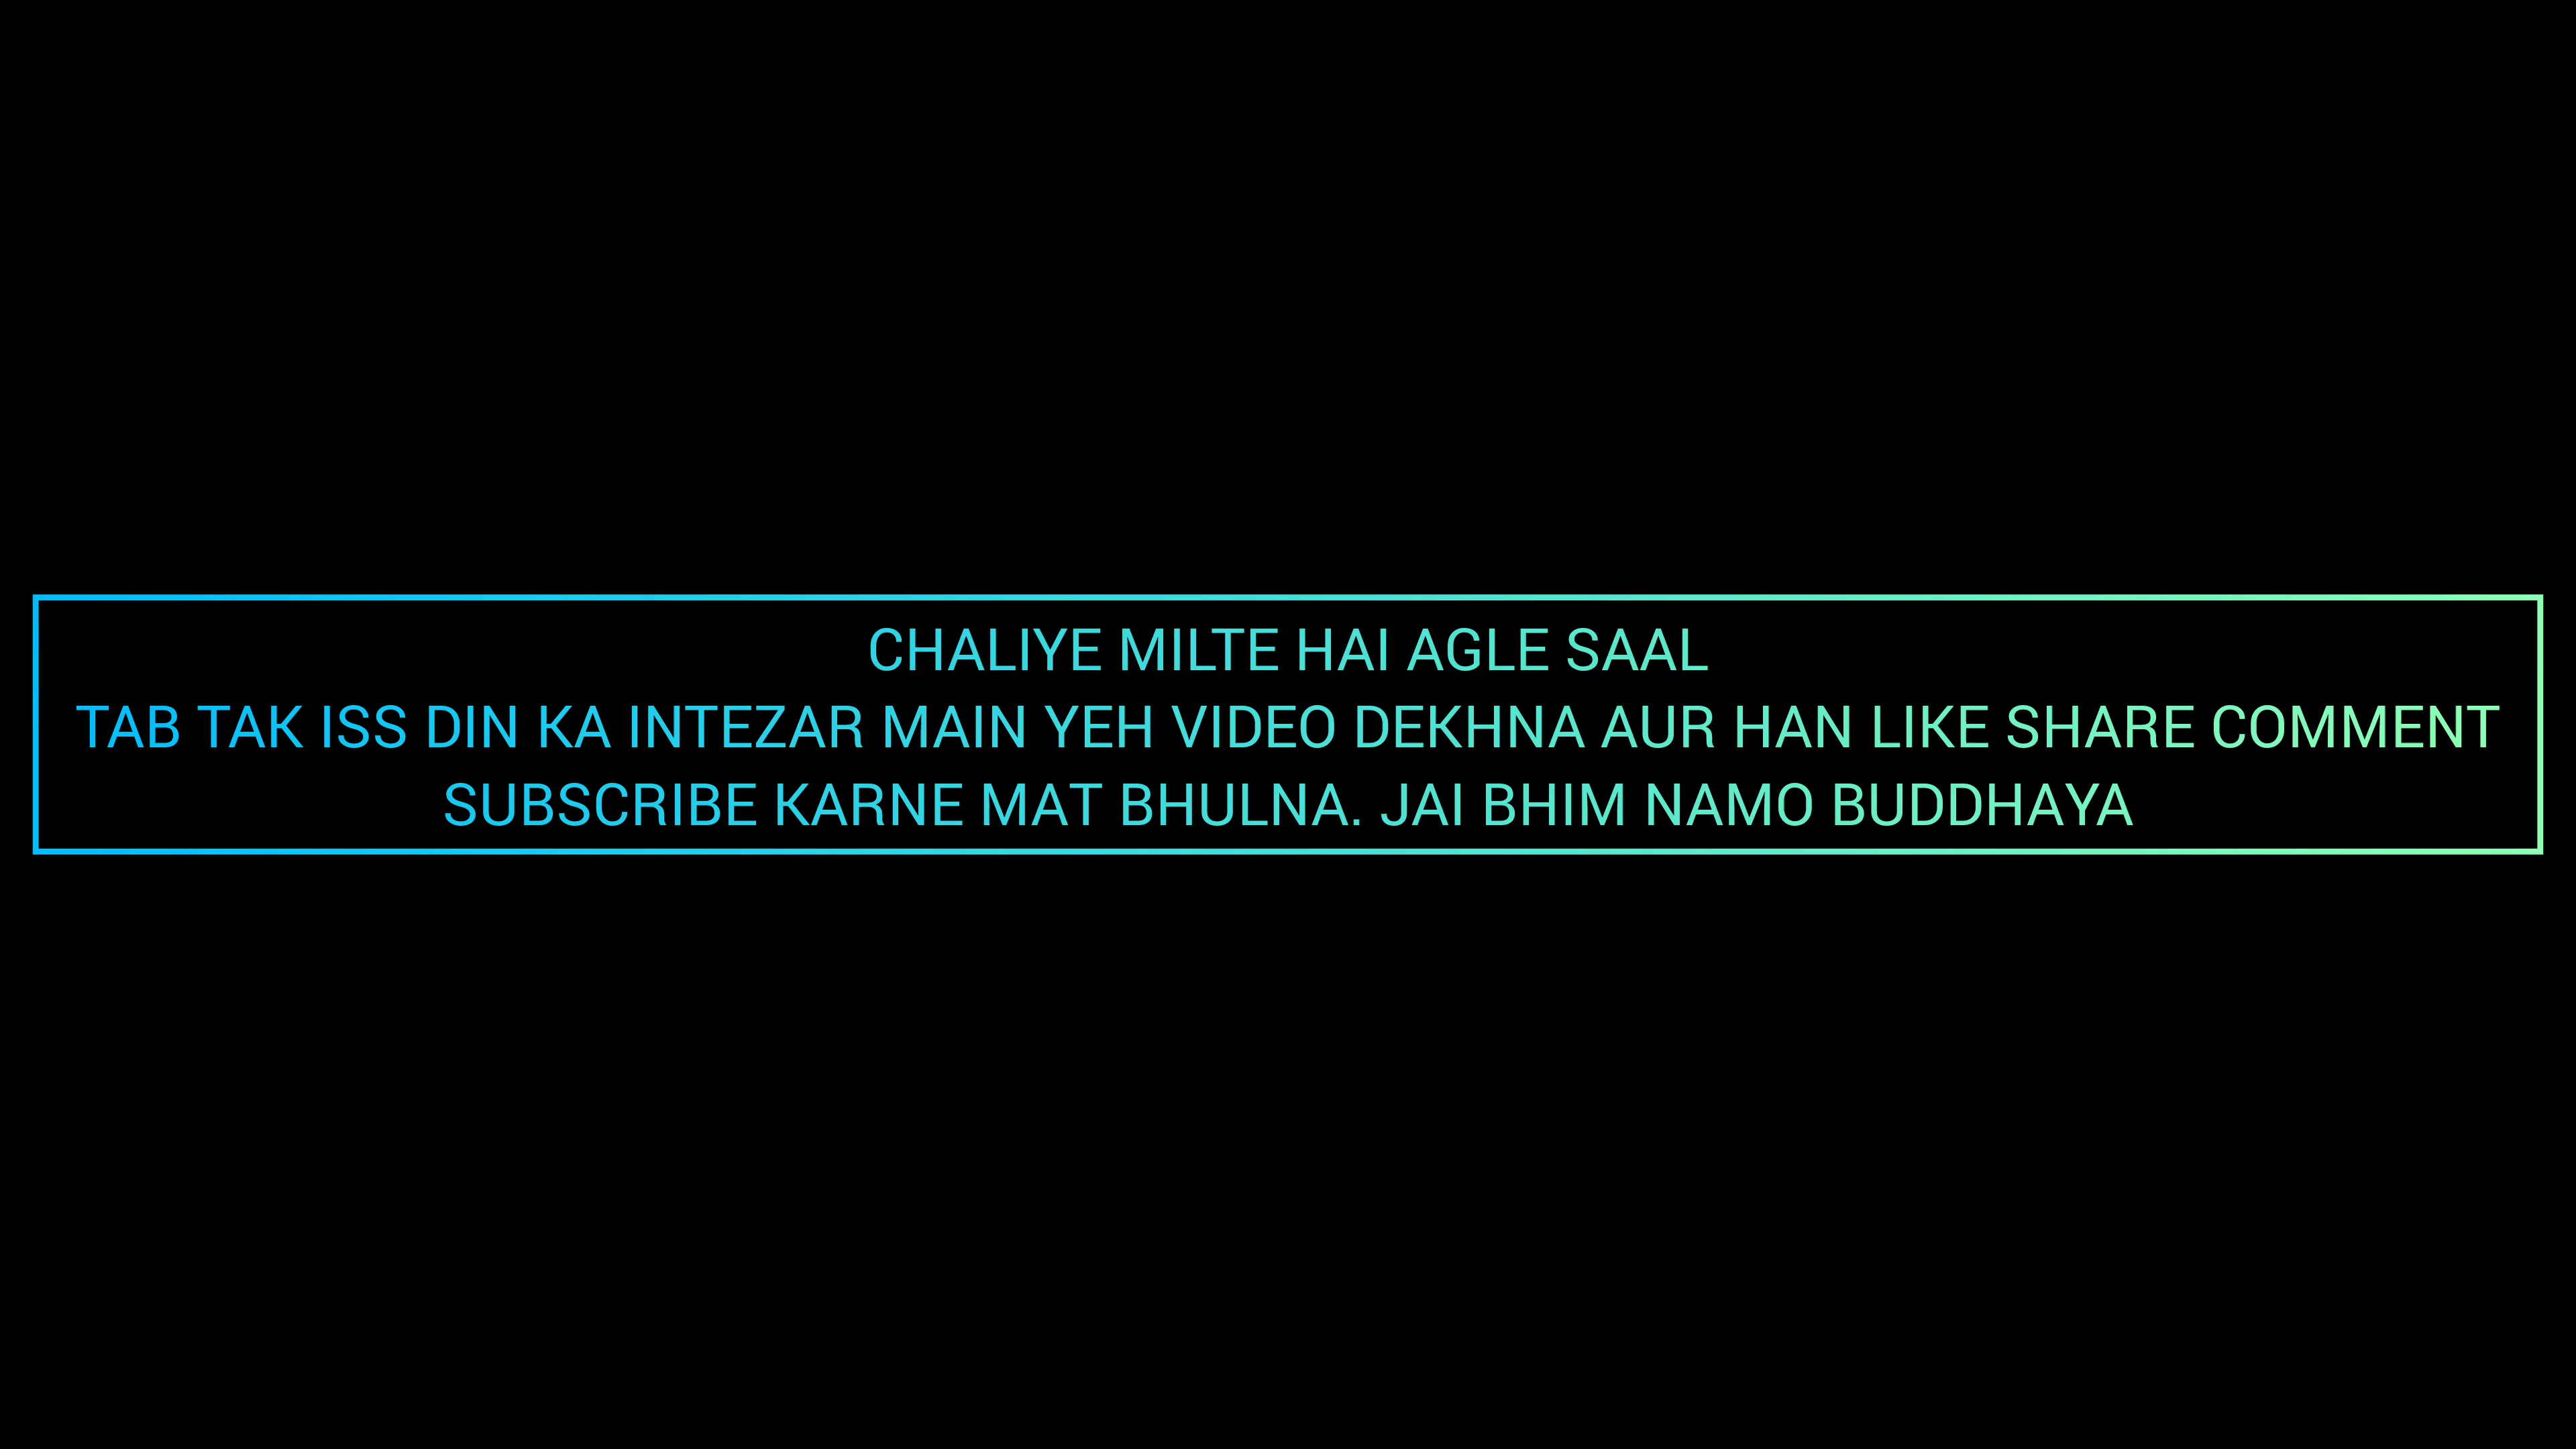 CHALIYE MILTE HAI AGLE SAAL
TAB TAK ISS DIN KA INTEZAR MAIN YEH VIDEO DEKHNA AUR HAN LIKE SHARE COMMENT
SUBSCRIBE KARNE MAT BHULNA. JAI BHIM NAMO BUDDHAYA